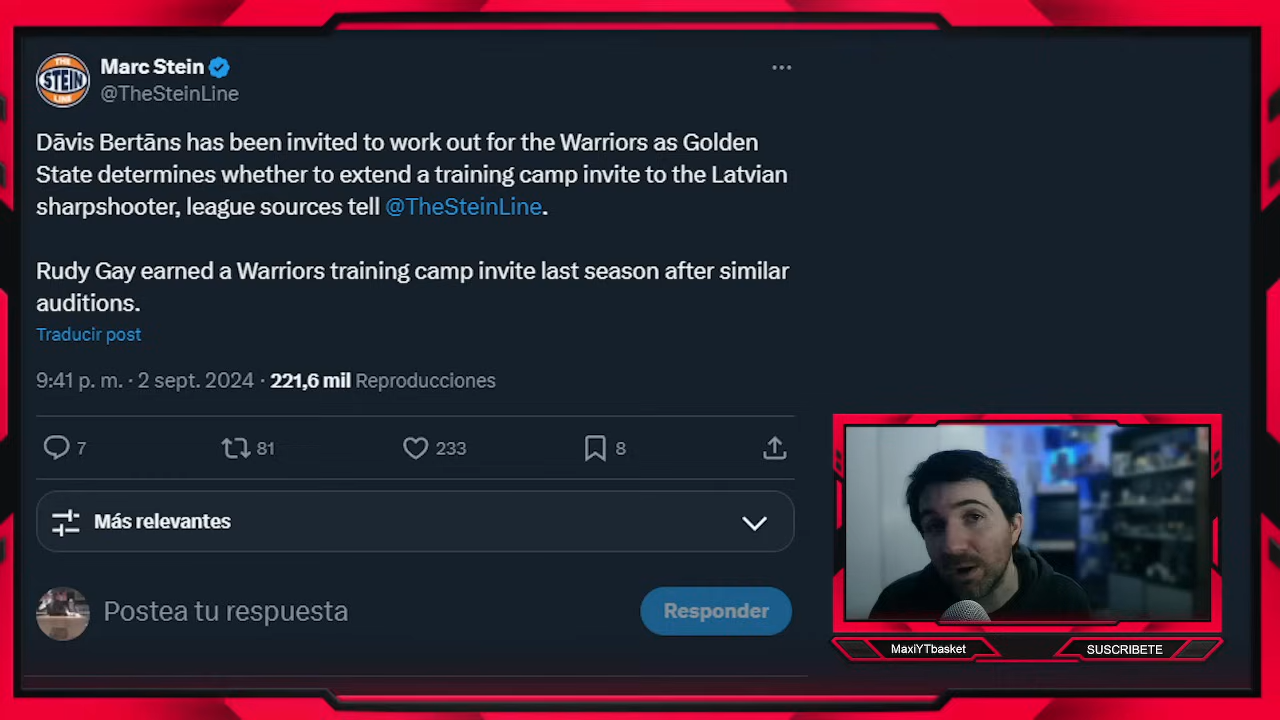 THE
STEIN
LINE
Marc Stein
@TheSteinLine
Dāvis Bertāns has been invited to work out for the Warriors as Golden
State determines whether to extend a training camp invite to the Latvian
sharpshooter, league sources tell @TheSteinLine.
Rudy Gay earned a Warriors training camp invite last season after similar
auditions.
Traducir post
9:41 p. m. · 2 sept. 2024 · 221,6 mil Reproducciones
7 81 233 8
Más relevantes
Postea tu respuesta
Responder
MaxiYTbasket
SUSCRIBETE